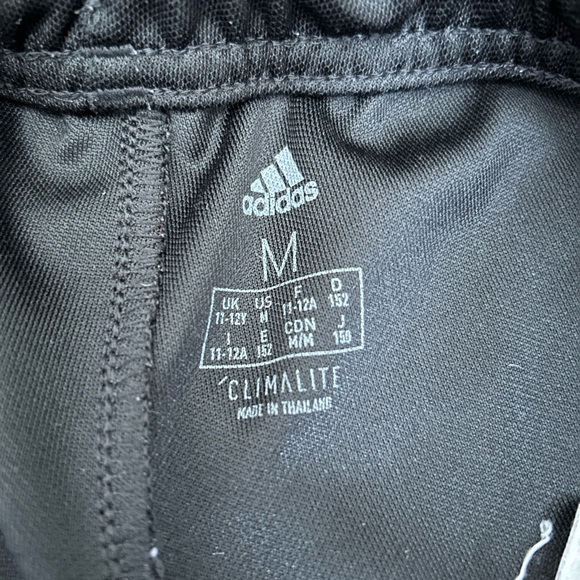 adidas
M
UK US F D
11-12Y M 11-12A 152
I E CDN J
11-12A 152 M/M 150
CLIMALITE
MADE IN THAILAND